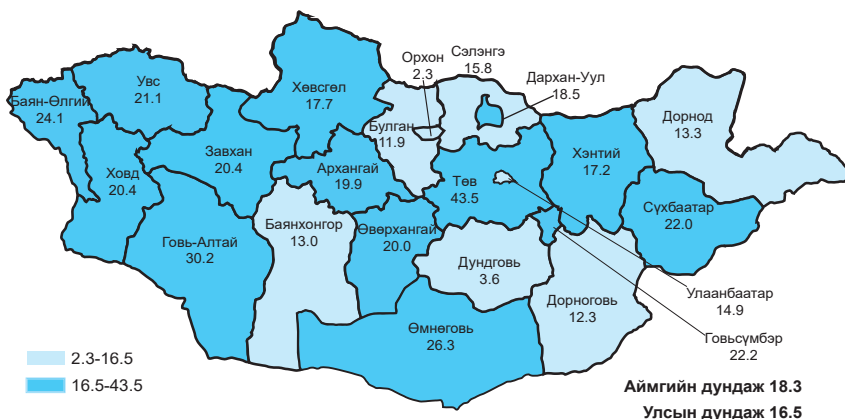 Орхон
2.3
Сэлэнгэ
15.8
Дархан-Уул
18.5
Увс
21.1
Хөвсгөл
17.7
Баян-Өлгий
24.1
Дорнод
13.3
Булган
11.9
Завхан
20.4
Хэнтий
17.2
Ховд
20.4
Архангай
19.9
Төв
43.5
Сүхбаатар
22.0
Баянхонгор
13.0
Өвөрхангай
20.0
Говь-Алтай
30.2
Дундговь
3.6
Улаанбаатар
14.9
Дорноговь
12.3
Өмнөговь
26.3
Говьсүмбэр
22.2
2.3-16.5
16.5-43.5
Аймгийн дундаж 18.3
Улсын дундаж 16.5